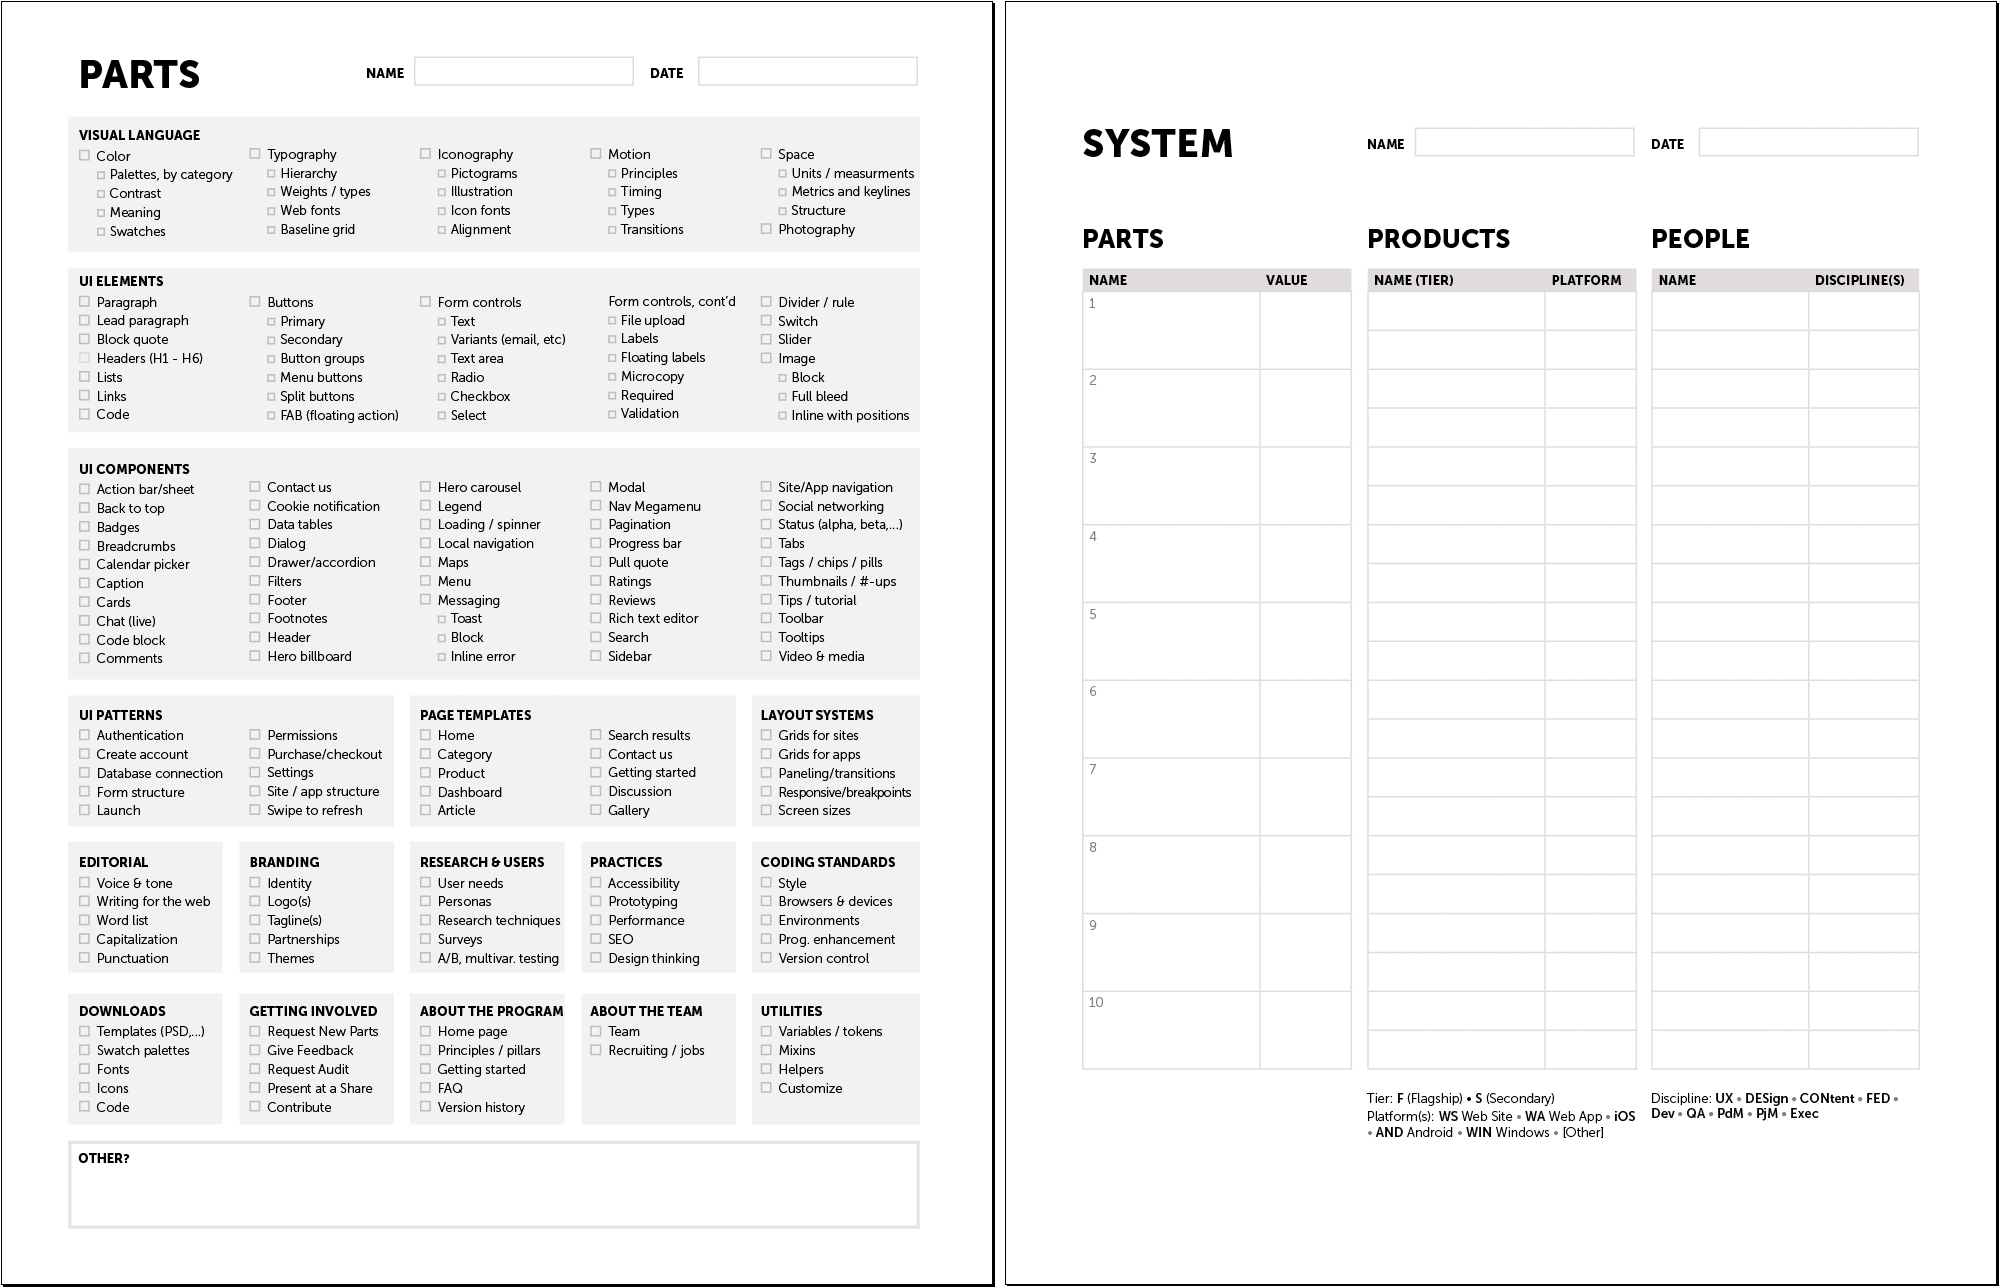 PARTS
NAME
DATE
VISUAL LANGUAGE
Color
Palettes, by category
Contrast
Meaning
Swatches
Typography
Hierarchy
Weights / types
Web fonts
Baseline grid
Iconography
Pictograms
Illustration
Icon fonts
Alignment
Motion
Principles
Timing
Types
Transitions
Space
Units / measurments
Metrics and keylines
Structure
Photography
UI ELEMENTS
Paragraph
Lead paragraph
Block quote
Headers (H1 - H6)
Lists
Links
Code
Buttons
Primary
Secondary
Button groups
Menu buttons
Split buttons
FAB (floating action)
Form controls
Text
Variants (email, etc)
Text area
Radio
Checkbox
Select
Form controls, cont'd
File upload
Labels
Floating labels
Microcopy
Required
Validation
Divider / rule
Switch
Slider
Image
Block
Full bleed
Inline with positions
UI COMPONENTS
Action bar/sheet
Back to top
Badges
Breadcrumbs
Calendar picker
Caption
Cards
Chat (live)
Code block
Comments
Contact us
Cookie notification
Data tables
Dialog
Drawer/accordion
Filters
Footer
Footnotes
Header
Hero billboard
Hero carousel
Legend
Loading / spinner
Local navigation
Maps
Menu
Messaging
Toast
Block
Inline error
Modal
Nav Megamenu
Pagination
Progress bar
Pull quote
Ratings
Reviews
Rich text editor
Search
Sidebar
Site/App navigation
Social networking
Status (alpha, beta,...)
Tabs
Tags / chips / pills
Thumbnails / #-ups
Tips / tutorial
Toolbar
Tooltips
Video & media
UI PATTERNS
Authentication
Create account
Database connection
Form structure
Launch
Permissions
Purchase/checkout
Settings
Site / app structure
Swipe to refresh
PAGE TEMPLATES
Home
Category
Product
Dashboard
Article
Search results
Contact us
Getting started
Discussion
Gallery
LAYOUT SYSTEMS
Grids for sites
Grids for apps
Paneling/transitions
Responsive/breakpoints
Screen sizes
EDITORIAL
Voice & tone
Writing for the web
Word list
Capitalization
Punctuation
BRANDING
Identity
Logo(s)
Tagline(s)
Partnerships
Themes
RESEARCH & USERS
User needs
Personas
Research techniques
Surveys
A/B, multivar. testing
PRACTICES
Accessibility
Prototyping
Performance
SEO
Design thinking
CODING STANDARDS
Style
Browsers & devices
Environments
Prog. enhancement
Version control
DOWNLOADS
Templates (PSD,...)
Swatch palettes
Fonts
Icons
Code
GETTING INVOLVED
Request New Parts
Give Feedback
Request Audit
Present at a Share
Contribute
ABOUT THE PROGRAM
Home page
Principles / pillars
Getting started
FAQ
Version history
ABOUT THE TEAM
Team
Recruiting / jobs
UTILITIES
Variables / tokens
Mixins
Helpers
Customize
OTHER?
SYSTEM
NAME
DATE
PARTS
NAME VALUE
1
2
3
4
5
6
7
8
9
10
PRODUCTS
NAME (TIER) PLATFORM
Tier: F (Flagship) • S (Secondary)
Platform(s): WS Web Site • WA Web App • iOS
• AND Android • WIN Windows • [Other]
PEOPLE
NAME DISCIPLINE(S)
Discipline: UX • DESign • CONtent • FED •
Dev • QA • PdM • PjM • Exec